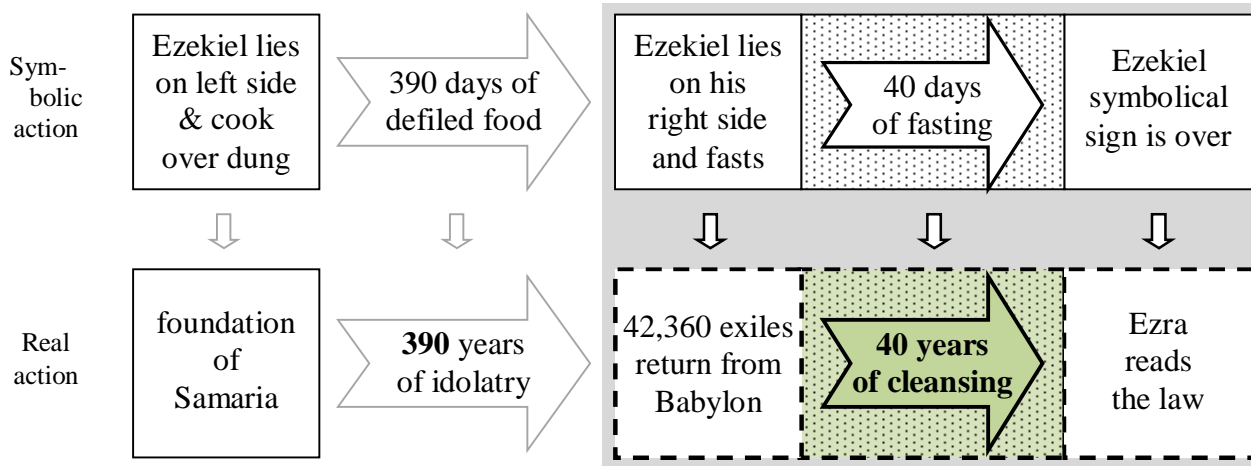 Sym-
bolic
action
Ezekiel lies
on left side
& cook
over dung
390 days of
defiled food
Ezekiel lies
on his
right side
and fasts
40 days
of fasting
Ezekiel
symbolical
sign is over
Real
action
foundation
of
Samaria
390 years
of idolatry
42,360 exiles
return from
Babylon
40 years
of cleansing
Ezra
reads
the law